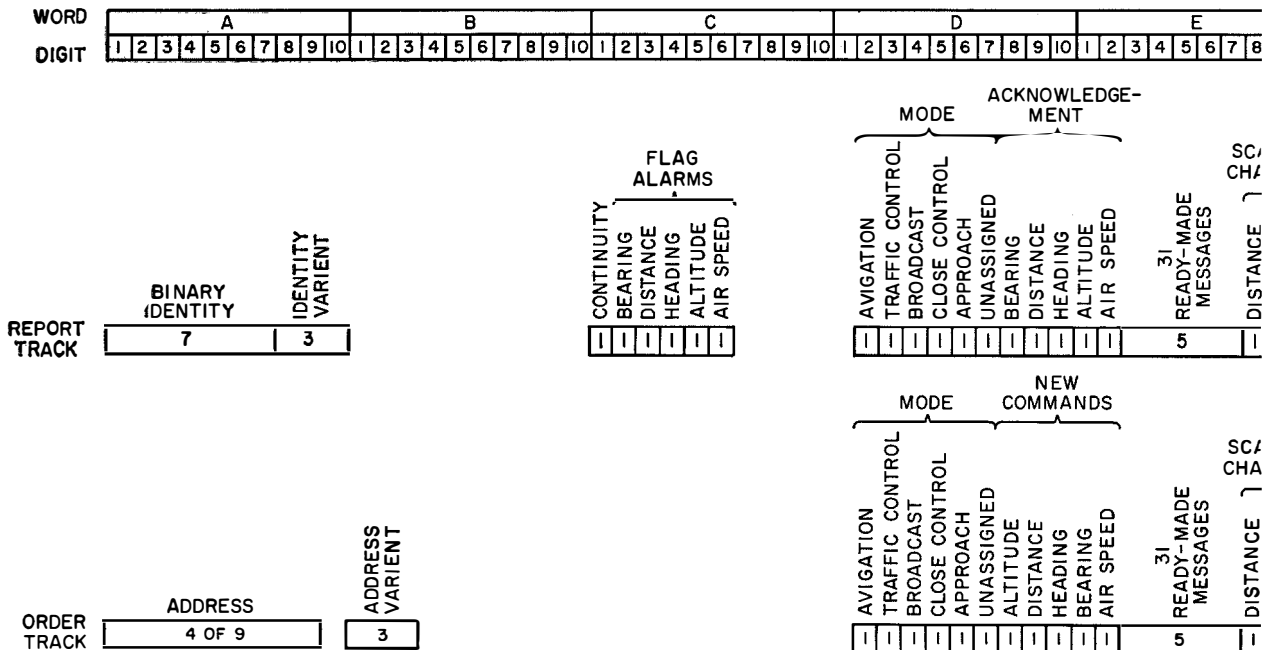 WORD A B C D E
DIGIT 1 2 3 4 5 6 7 8 9 10 1 2 3 4 5 6 7 8 9 10 1 2 3 4 5 6 7 8 9 10 1 2 3 4 5 6 7 8 9 10 1 2 3 4 5 6 7 8
ACKNOWLEDGE-
MENT
MODE
FLAG
ALARMS
SCA
CHA
BINARY
IDENTITY
IDENTITY
VARIENT
CONTINUITY
BEARING
DISTANCE
HEADING
ALTITUDE
AIR SPEED
AVIGATION
TRAFFIC CONTROL
BROADCAST
CLOSE CONTROL
APPROACH
UNASSIGNED
BEARING
DISTANCE
HEADING
ALTITUDE
AIR SPEED
31
READY-MADE
MESSAGES
DISTANCE
REPORT
TRACK
7 3 1 1 1 1 1 1 1 1 1 1 1 1 1 1 1 1 1 5 1
NEW
COMMANDS
MODE
SCA
CHA
ADDRESS
ADDRESS
VARIENT
AVIGATION
TRAFFIC CONTROL
BROADCAST
CLOSE CONTROL
APPROACH
UNASSIGNED
ALTITUDE
DISTANCE
HEADING
BEARING
AIR SPEED
31
READY-MADE
MESSAGES
DISTANCE
ORDER
TRACK
4 OF 9 3 1 1 1 1 1 1 1 1 1 1 1 5 1